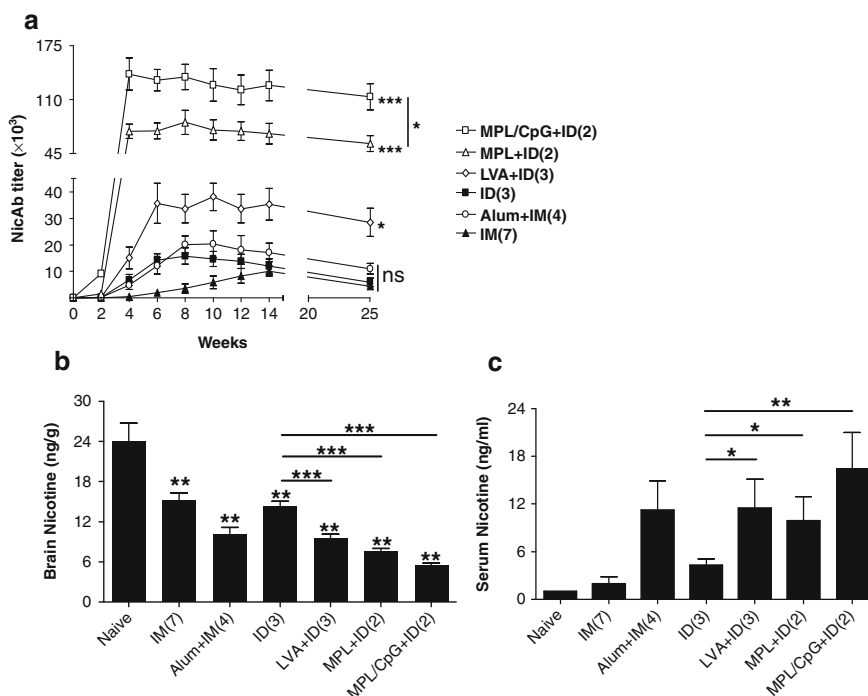 a
NicAb titer (×10³)
175
110
45
40
30
20
10
0 2 4 6 8 10 12 14 20 25
Weeks
***
*
***
*
ns
MPL/CpG+ID(2)
MPL+ID(2)
LVA+ID(3)
ID(3)
Alum+IM(4)
IM(7)
b
Brain Nicotine (ng/g)
30
24
18
12
6
0
***
***
***
** ** ** ** ** **
Naive IM(7) Alum+IM(4) ID(3) LVA+ID(3) MPL+ID(2) MPL/CpG+ID(2)
c
Serum Nicotine (ng/ml)
24
18
12
6
0
**
*
*
Naive IM(7) Alum+IM(4) ID(3) LVA+ID(3) MPL+ID(2) MPL/CpG+ID(2)